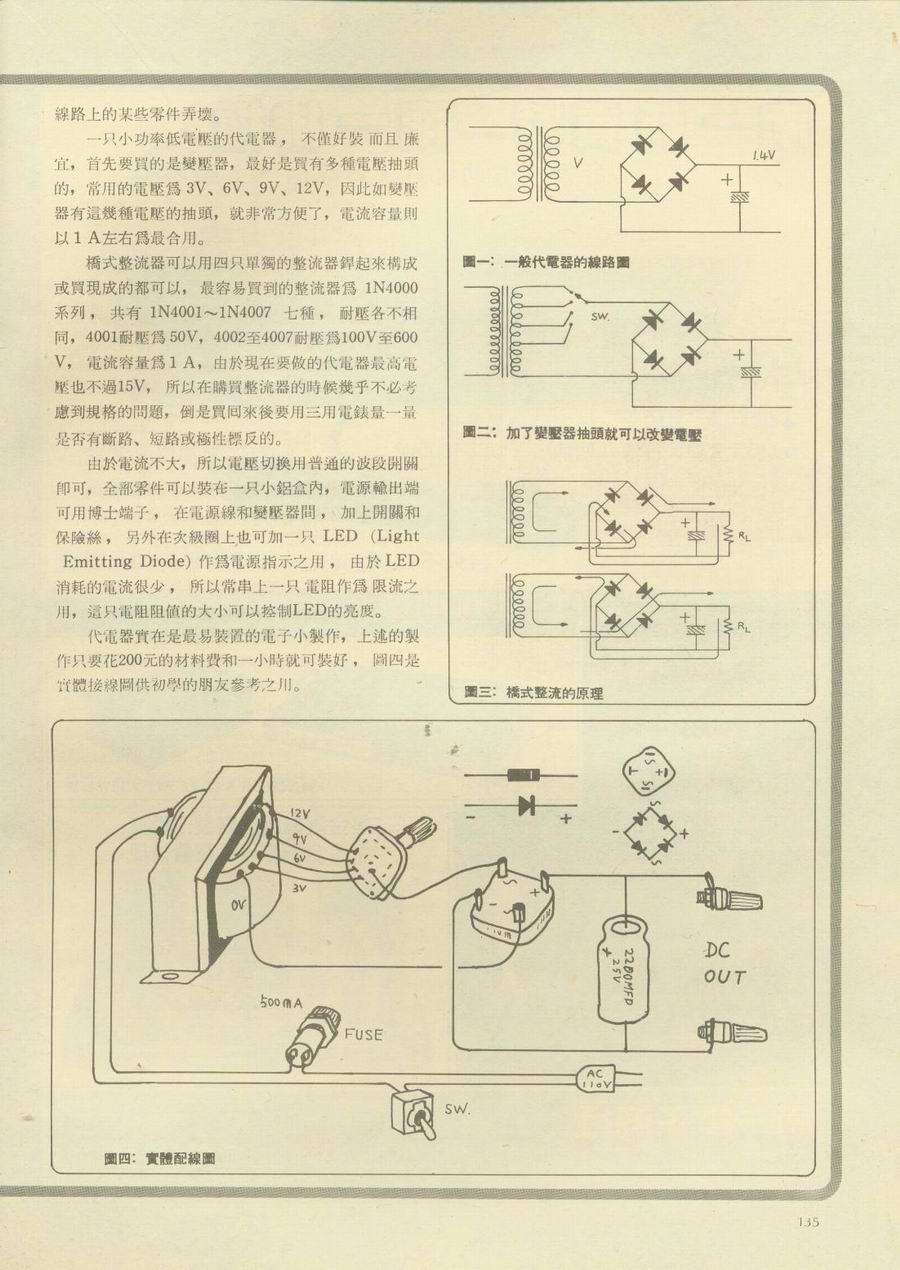 線路上的某些零件弄壞。
一只小功率低電壓的代電器，不僅好裝而且廉
宜，首先要買的是變壓器，最好是買有多種電壓抽頭
的，常用的電壓爲 3V、6V、9V、12V，因此如變壓
器有這幾種電壓的抽頭，就非常方便了，電流容量則
以1 A左右爲最合用。
橋式整流器可以用四只單獨的整流器銲起來構成
或買現成的都可以，最容易買到的整流器爲 1N4000
系列，共有 1N4001～1N4007 七種，耐壓各不相
同，4001耐壓爲 50V，4002至4007耐壓爲100V至600
V，電流容量爲1 A，由於現在要做的代電器最高電
壓也不過15V，所以在購買整流器的時候幾乎不必考
慮到規格的問題，倒是買回來後要用三用電錶量一量
是否有斷路、短路或極性標反的。
由於電流不大，所以電壓切換用普通的波段開關
卽可，全部零件可以裝在一只小鋁盒內，電源輸出端
可用博士端子，在電源線和變壓器間，加上開關和
保險絲，另外在次級圈上也可加一只 LED (Light
Emitting Diode) 作爲電源指示之用，由於 LED
消耗的電流很少，所以常串上一只電阻作爲限流之
用，這只電阻阻值的大小可以控制LED的亮度。
代電器實在是最易裝置的電子小製作，上述的製
作只要花200元的材料費和一小時就可裝好，圖四是
實體接線圖供初學的朋友參考之用。
V
1.4V
+
圖一：一般代電器的線路圖
SW.
+
圖二：加了變壓器抽頭就可以改變電壓
+
RL
+
RL
圖三：橋式整流的原理
12V
9V
6V
3V
0V
- +
+
-
S
S
- +
S
S
+
-
2200MFD
25V
+
DC
OUT
500mA
FUSE
AC
110V
SW.
圖四：實體配線圖
135